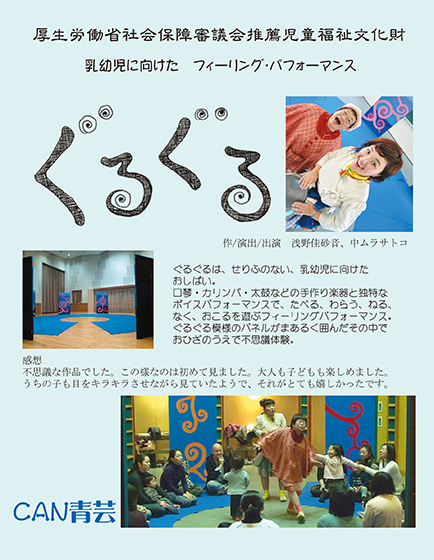 厚生労働省社会保障審議会推薦児童福祉文化財
乳幼児に向けた　フィーリング・パフォーマンス
ぐるぐる
作/演出/出演　浅野佳砂音、中ムラサトコ
ぐるぐるは、せりふのない、乳幼児に向けた
おしばい。
口琴・カリンバ・太鼓などの手作り楽器と独特な
ボイスパフォーマンスで、たべる、わらう、ねる、
なく、おこるを遊ぶフィーリングパフォーマンス。
ぐるぐる模様のパネルがまあるく囲んだその中で
おひざのうえで不思議体験。
感想
不思議な作品でした。この様なのは初めて見ました。大人も子どもも楽しめました。
うちの子も目をキラキラさせながら見ていたようで、それがとても嬉しかったです。
CAN青芸